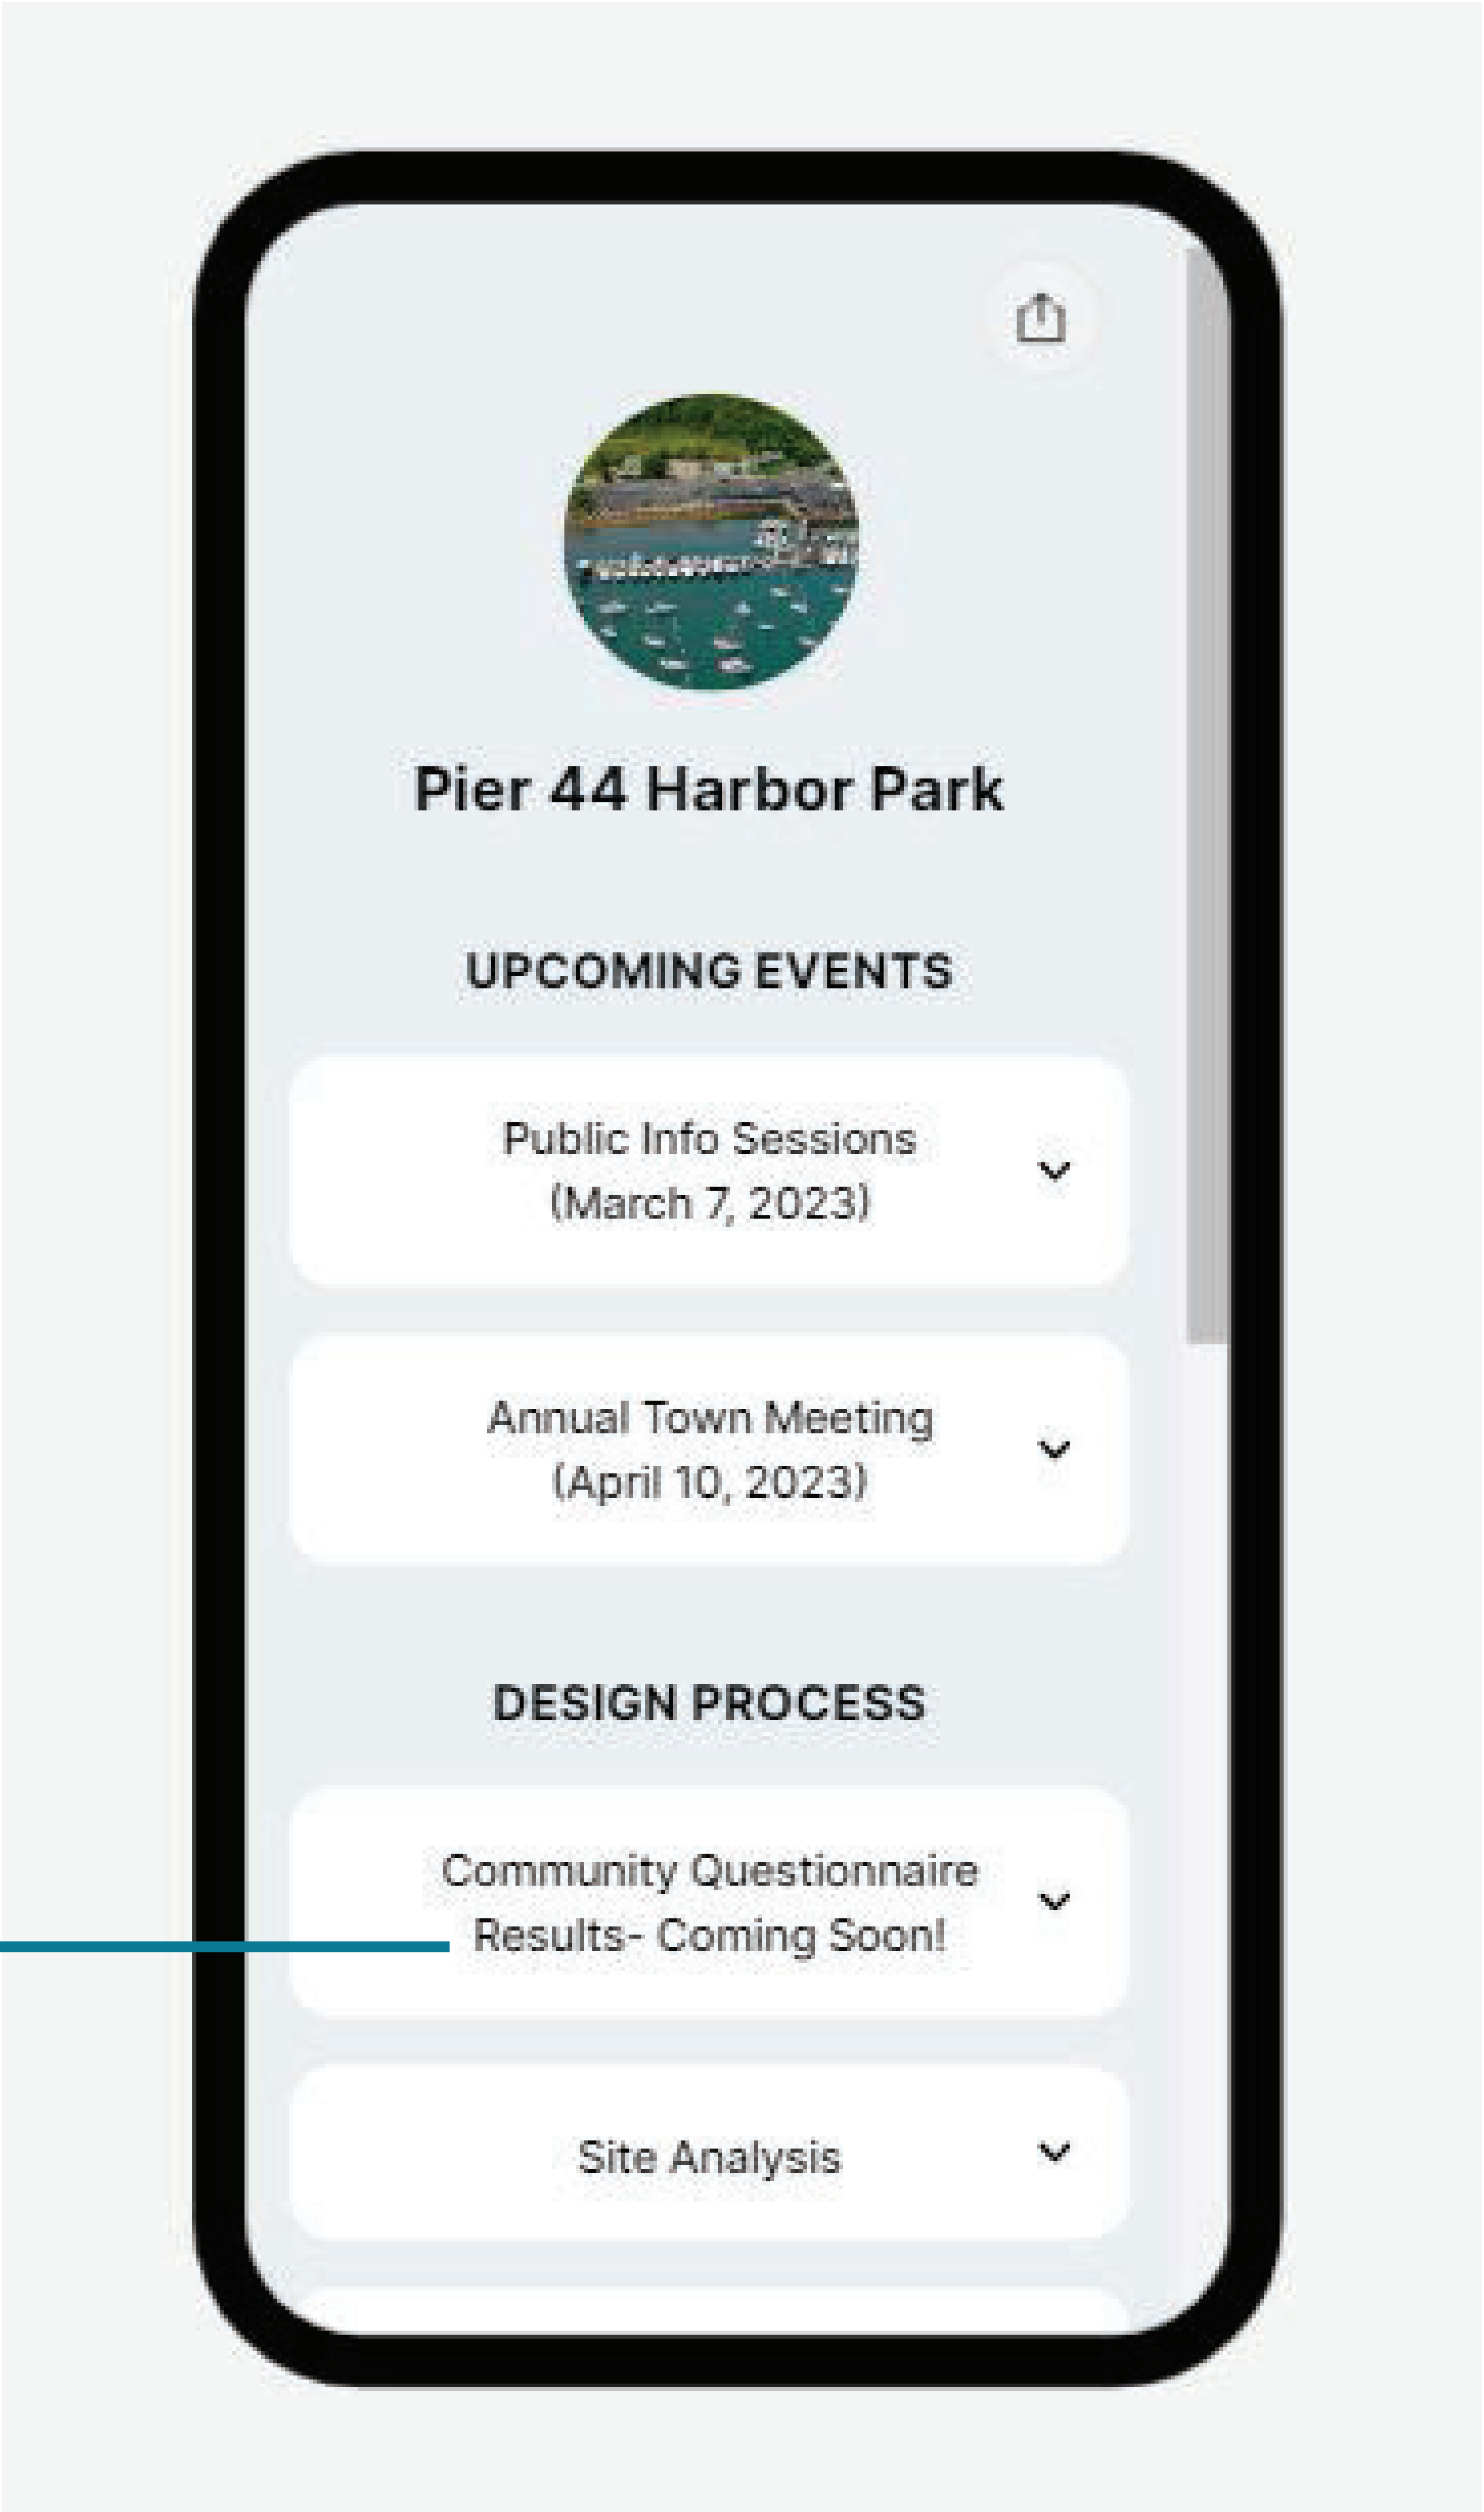 Pier 44 Harbor Park
UPCOMING EVENTS
Public Info Sessions
(March 7, 2023)
Annual Town Meeting
(April 10, 2023)
DESIGN PROCESS
Community Questionnaire
Results- Coming Soon!
Site Analysis